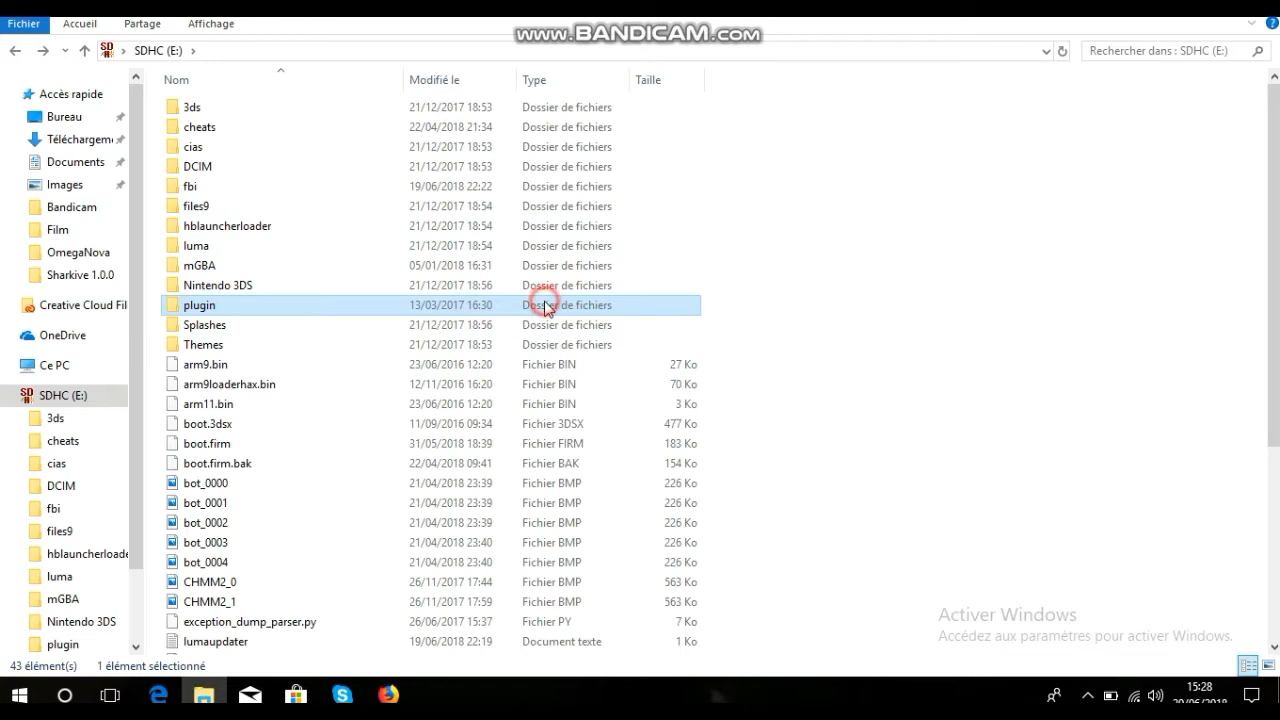 Fichier Accueil Partage Affichage
www.BANDICAM.com
SDHC (E:) Rechercher dans : SDHC (E:)
Nom Modifié le Type Taille
Accès rapide
Bureau
Téléchargem
Documents
Images
Bandicam
Film
OmegaNova
Sharkive 1.0.0
Creative Cloud Fil
OneDrive
Ce PC
SDHC (E:)
3ds
cheats
cias
DCIM
fbi
files9
hblauncherloade
luma
mGBA
Nintendo 3DS
plugin
3ds 21/12/2017 18:53 Dossier de fichiers
cheats 22/04/2018 21:34 Dossier de fichiers
cias 21/12/2017 18:53 Dossier de fichiers
DCIM 21/12/2017 18:53 Dossier de fichiers
fbi 19/06/2018 22:22 Dossier de fichiers
files9 21/12/2017 18:54 Dossier de fichiers
hblauncherloader 21/12/2017 18:54 Dossier de fichiers
luma 21/12/2017 18:54 Dossier de fichiers
mGBA 05/01/2018 16:31 Dossier de fichiers
Nintendo 3DS 21/12/2017 18:56 Dossier de fichiers
plugin 13/03/2017 16:30 Dossier de fichiers
Splashes 21/12/2017 18:56 Dossier de fichiers
Themes 21/12/2017 18:53 Dossier de fichiers
arm9.bin 23/06/2016 12:20 Fichier BIN 27 Ko
arm9loaderhax.bin 12/11/2016 16:20 Fichier BIN 70 Ko
arm11.bin 23/06/2016 12:20 Fichier BIN 3 Ko
boot.3dsx 11/09/2016 09:34 Fichier 3DSX 477 Ko
boot.firm 31/05/2018 18:39 Fichier FIRM 183 Ko
boot.firm.bak 22/04/2018 09:41 Fichier BAK 154 Ko
bot_0000 21/04/2018 23:39 Fichier BMP 226 Ko
bot_0001 21/04/2018 23:39 Fichier BMP 226 Ko
bot_0002 21/04/2018 23:39 Fichier BMP 226 Ko
bot_0003 21/04/2018 23:40 Fichier BMP 226 Ko
bot_0004 21/04/2018 23:40 Fichier BMP 226 Ko
CHMM2_0 26/11/2017 17:44 Fichier BMP 563 Ko
CHMM2_1 26/11/2017 17:59 Fichier BMP 563 Ko
exception_dump_parser.py 26/06/2017 15:37 Fichier PY 7 Ko
lumaupdater 19/06/2018 22:19 Document texte 1 Ko
Activer Windows
Accédez aux paramètres pour activer Windows.
43 élément(s) 1 élément sélectionné
15:28
20/06/2018